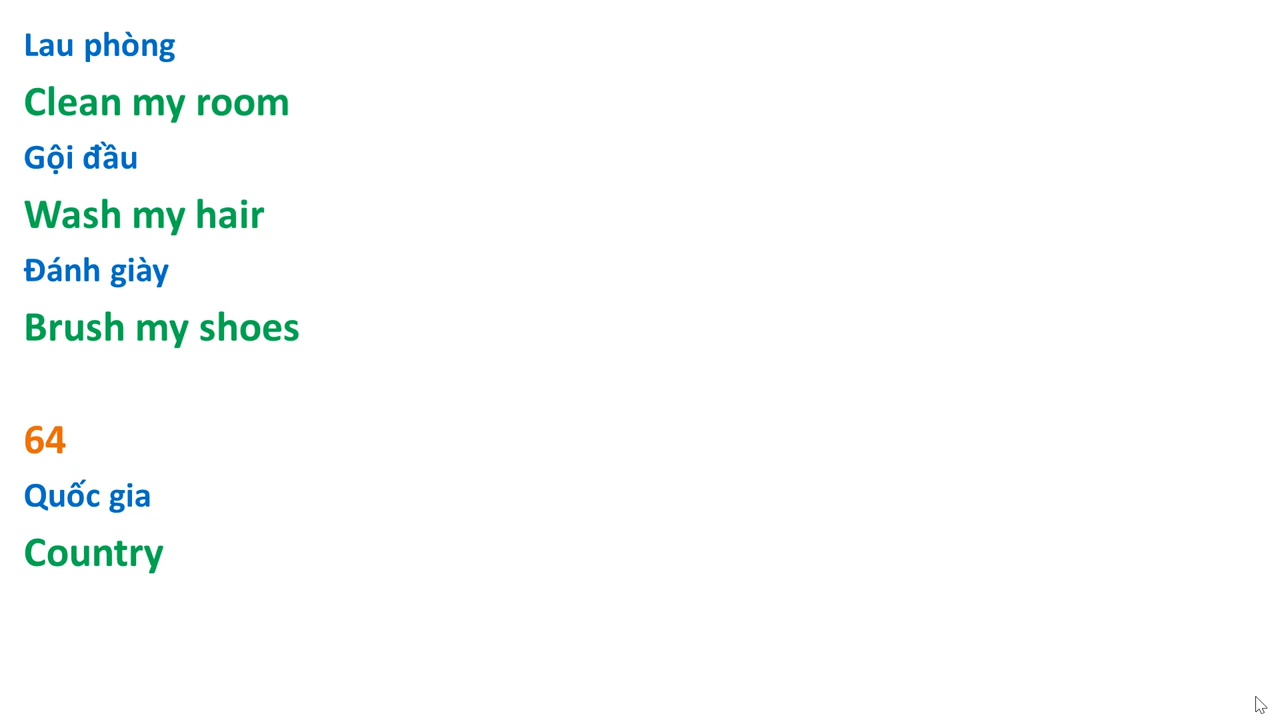 Lau phòng
Clean my room
Gội đầu
Wash my hair
Đánh giày
Brush my shoes
64
Quốc gia
Country